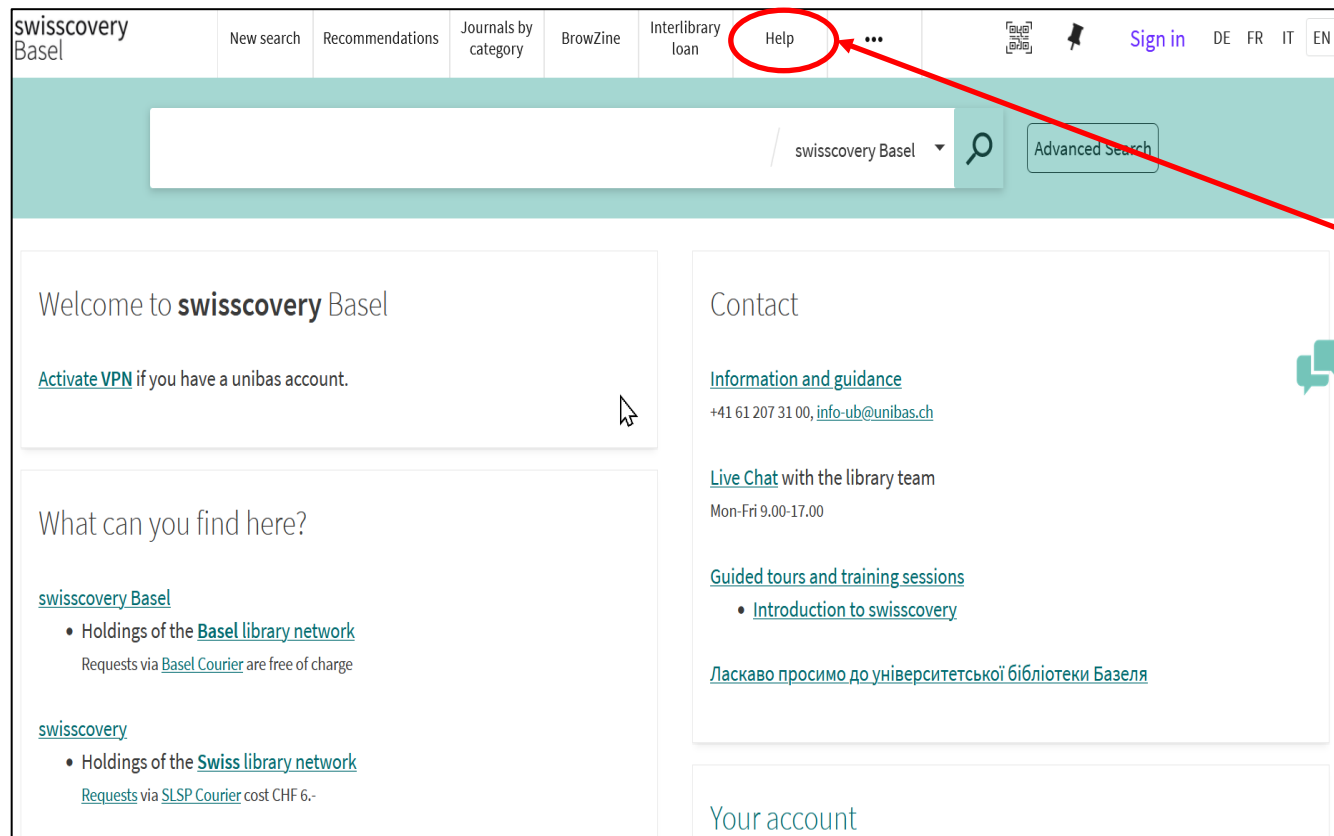 swisscovery
Basel
New search
Recommendations
Journals by
category
BrowZine
Interlibrary
loan
Help
•••
Sign in
DE FR IT EN
swisscovery Basel
Advanced Search
Welcome to swisscovery Basel
Activate VPN if you have a unibas account.
What can you find here?
swisscovery Basel
• Holdings of the Basel library network
Requests via Basel Courier are free of charge
swisscovery
• Holdings of the Swiss library network
Requests via SLSP Courier cost CHF 6.-
Contact
Information and guidance
+41 61 207 31 00, info-ub@unibas.ch
Live Chat with the library team
Mon-Fri 9.00-17.00
Guided tours and training sessions
• Introduction to swisscovery
Ласкаво просимо до університетської бібліотеки Базеля
Your account